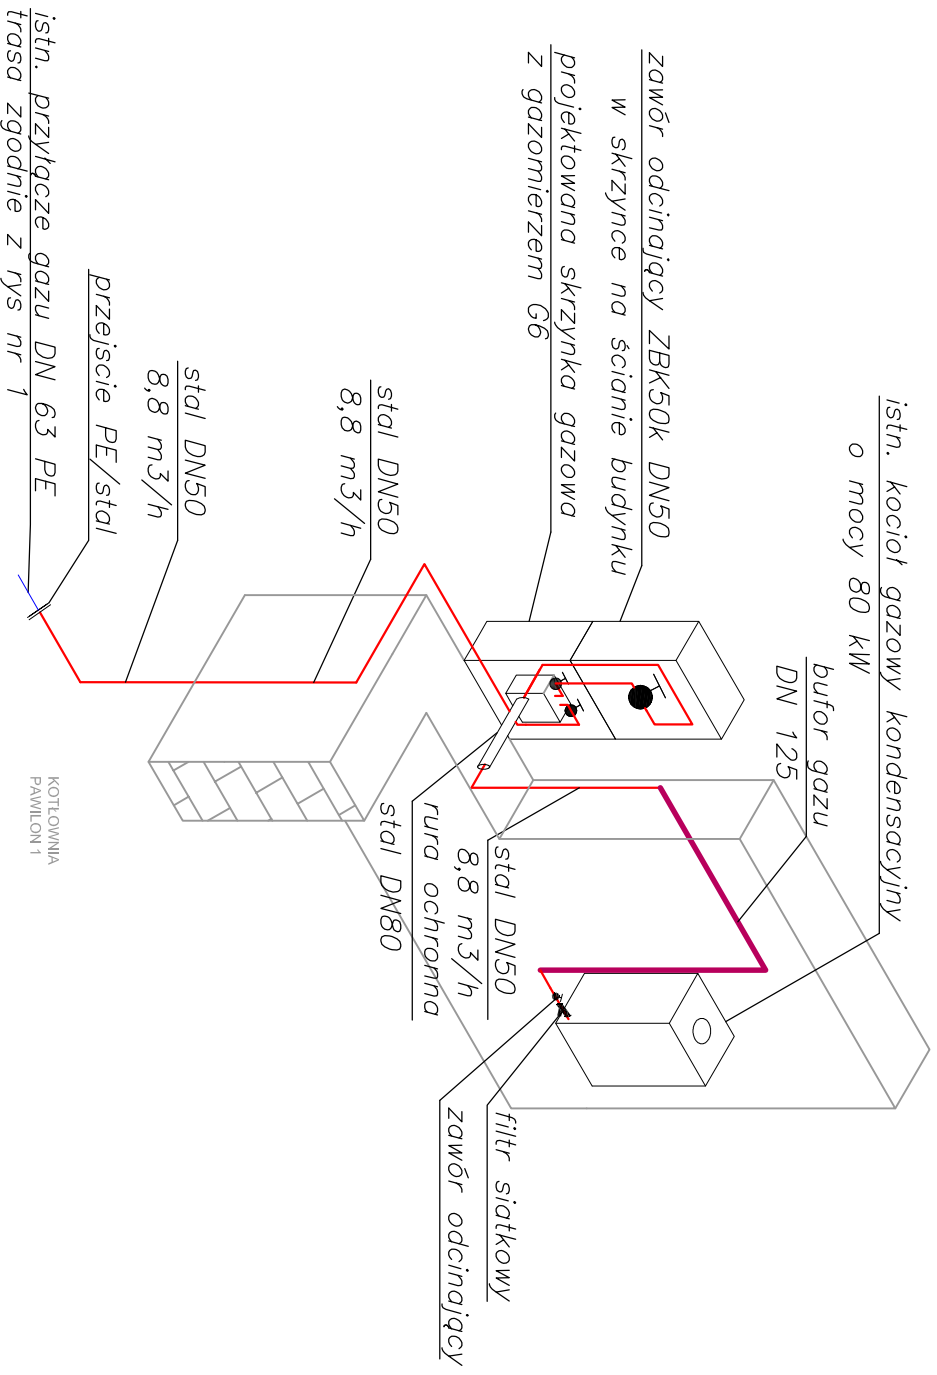 istn. kocioł gazowy kondensacyjny
o mocy 80 kW
bufor gazu
DN 125
zawór odcinający ZBK50k DN50
w skrzynce na ścianie budynku
projektowana skrzynka gazowa
z gazomierzem G6
stal DN50
8,8 m3/h
stal DN50
8,8 m3/h
przejscie PE/stal
istn. przyłącze gazu DN 63 PE
trasa zgodnie z rys nr 1
stal DN50
8,8 m3/h
rura ochronna
stal DN80
filtr siatkowy
zawór odcinający
KOTŁOWNIA
PAWILON 1